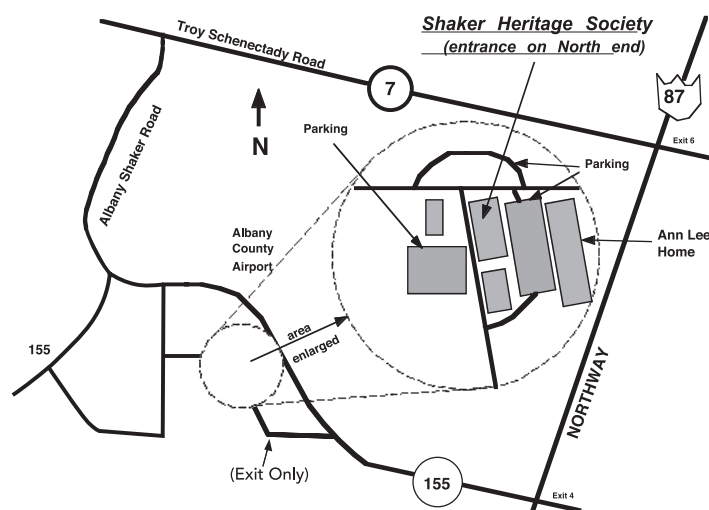 Shaker Heritage Society
(entrance on North end)
Troy Schenectady Road
7
87
Exit 6
Albany Shaker Road
N
Parking
Parking
Albany
County
Airport
Ann Lee
Home
area
enlarged
155
NORTHWAY
(Exit Only)
155
Exit 4